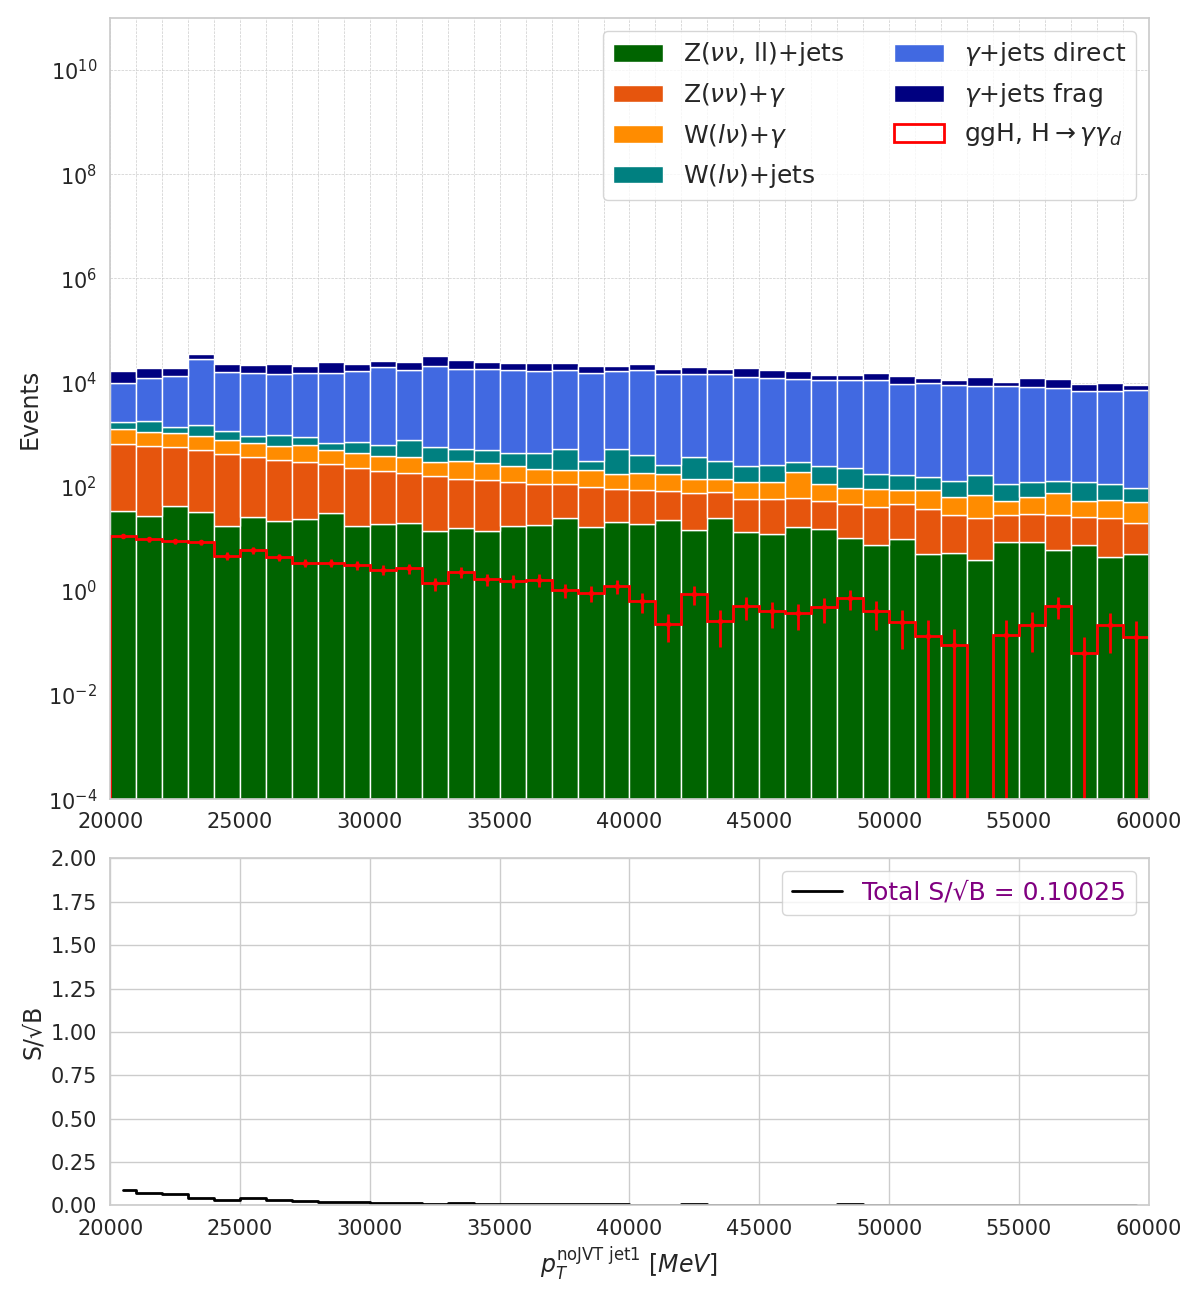 Z(νν, ll)+jets
Z(νν)+γ
W(lν)+γ
W(lν)+jets
γ+jets direct
γ+jets frag
ggH, H→γγ_d
Events
10^10
10^8
10^6
10^4
10^2
10^0
10^−2
10^−4
20000 25000 30000 35000 40000 45000 50000 55000 60000
Total S/√B = 0.10025
S/√B
2.00
1.75
1.50
1.25
1.00
0.75
0.50
0.25
0.00
20000 25000 30000 35000 40000 45000 50000 55000 60000
p_T^noJVT jet1 [MeV]